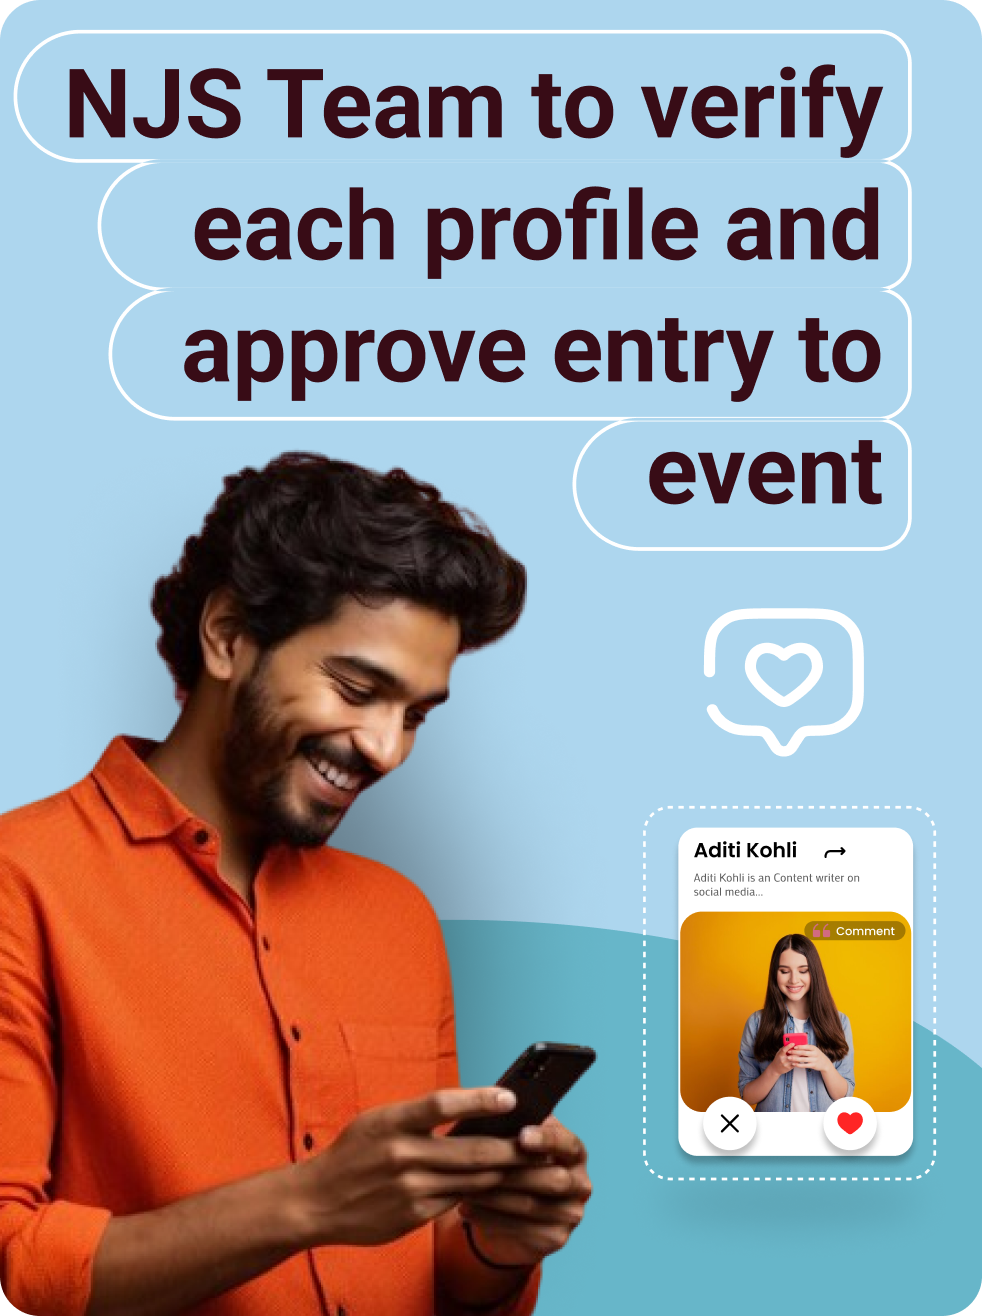 NJS Team to verify
each profile and
approve entry to
event
Aditi Kohli
Aditi Kohli is an Content writer on
social media...
Comment